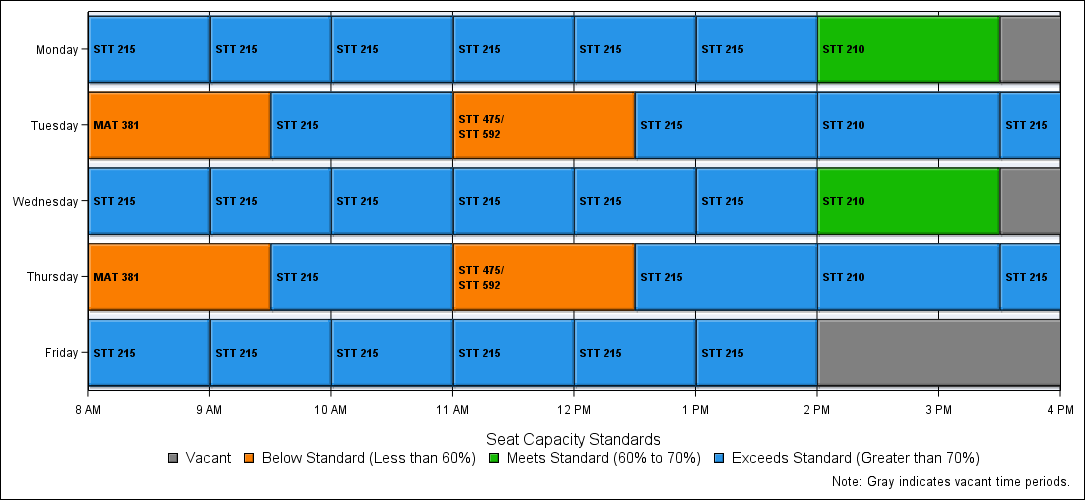 Monday
STT 215
STT 215
STT 215
STT 215
STT 215
STT 215
STT 210
Tuesday
MAT 381
STT 215
STT 475/
STT 592
STT 215
STT 210
STT 215
Wednesday
STT 215
STT 215
STT 215
STT 215
STT 215
STT 215
STT 210
Thursday
MAT 381
STT 215
STT 475/
STT 592
STT 215
STT 210
STT 215
Friday
STT 215
STT 215
STT 215
STT 215
STT 215
STT 215
8 AM 9 AM 10 AM 11 AM 12 PM 1 PM 2 PM 3 PM 4 PM
Seat Capacity Standards
Vacant Below Standard (Less than 60%) Meets Standard (60% to 70%) Exceeds Standard (Greater than 70%)
Note: Gray indicates vacant time periods.